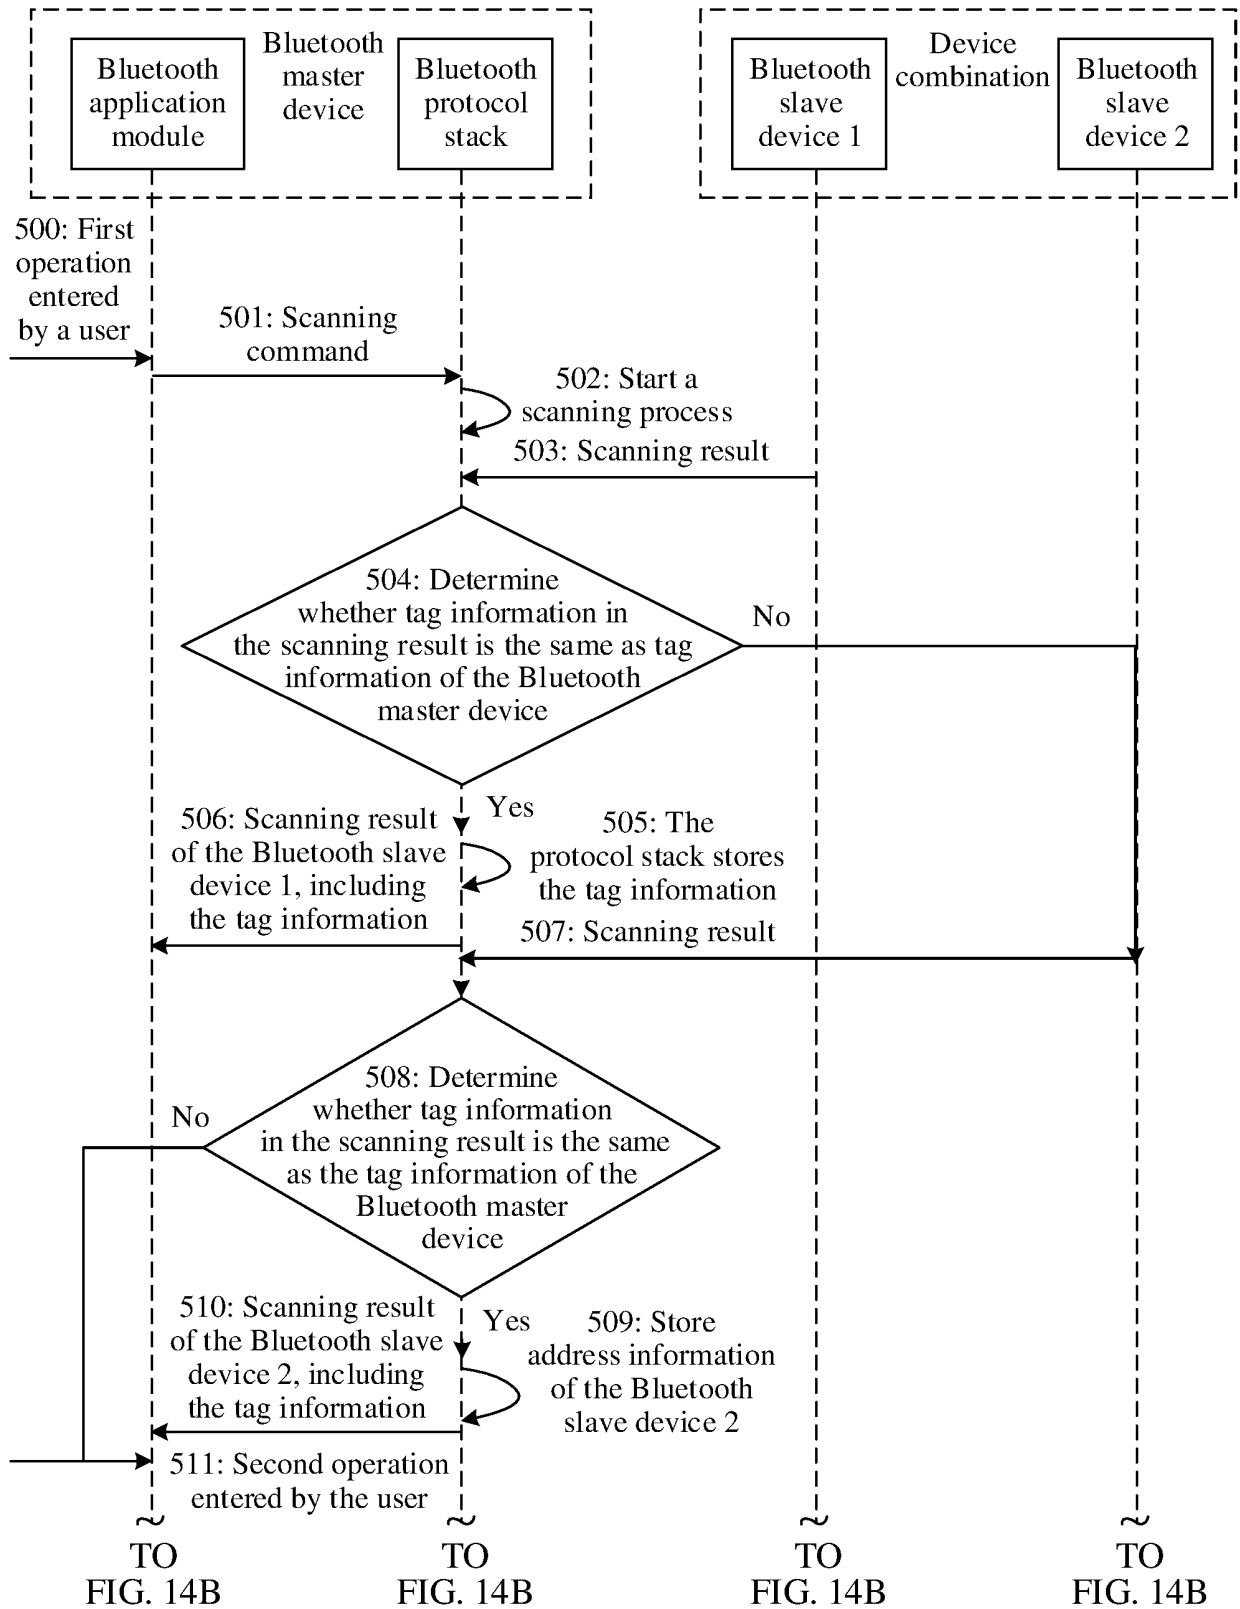 Bluetooth
application
module
Bluetooth
master
device
Bluetooth
protocol
stack
Bluetooth
slave
device 1
Device
combination
Bluetooth
slave
device 2
500: First
operation
entered
by a user
501: Scanning
command
502: Start a
scanning process
503: Scanning result
504: Determine
whether tag information in
the scanning result is the same as tag
information of the Bluetooth
master device
No
Yes
506: Scanning result
of the Bluetooth slave
device 1, including
the tag information
505: The
protocol stack stores
the tag information
507: Scanning result
508: Determine
whether tag information
in the scanning result is the same
as the tag information of the
Bluetooth master
device
No
Yes
510: Scanning result
of the Bluetooth slave
device 2, including
the tag information
509: Store
address information
of the Bluetooth
slave device 2
511: Second operation
entered by the user
TO
FIG. 14B
TO
FIG. 14B
TO
FIG. 14B
TO
FIG. 14B